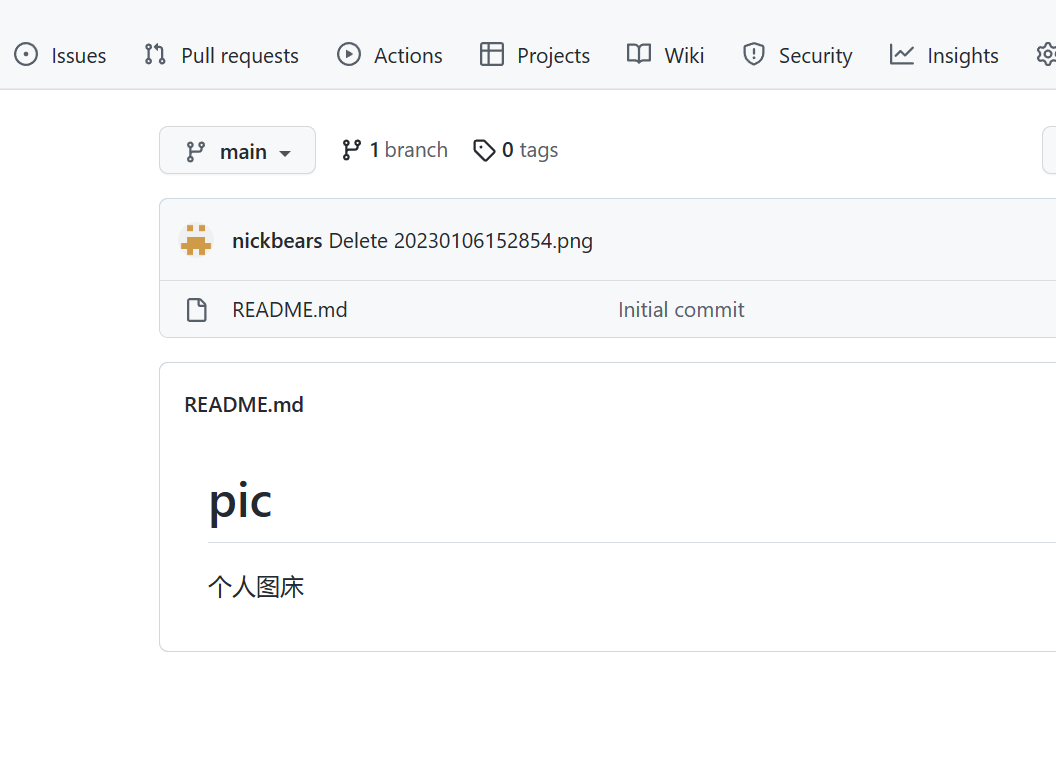 Issues Pull requests Actions Projects Wiki Security Insights
main 1 branch 0 tags
nickbears Delete 20230106152854.png
README.md Initial commit
README.md
pic
个人图床